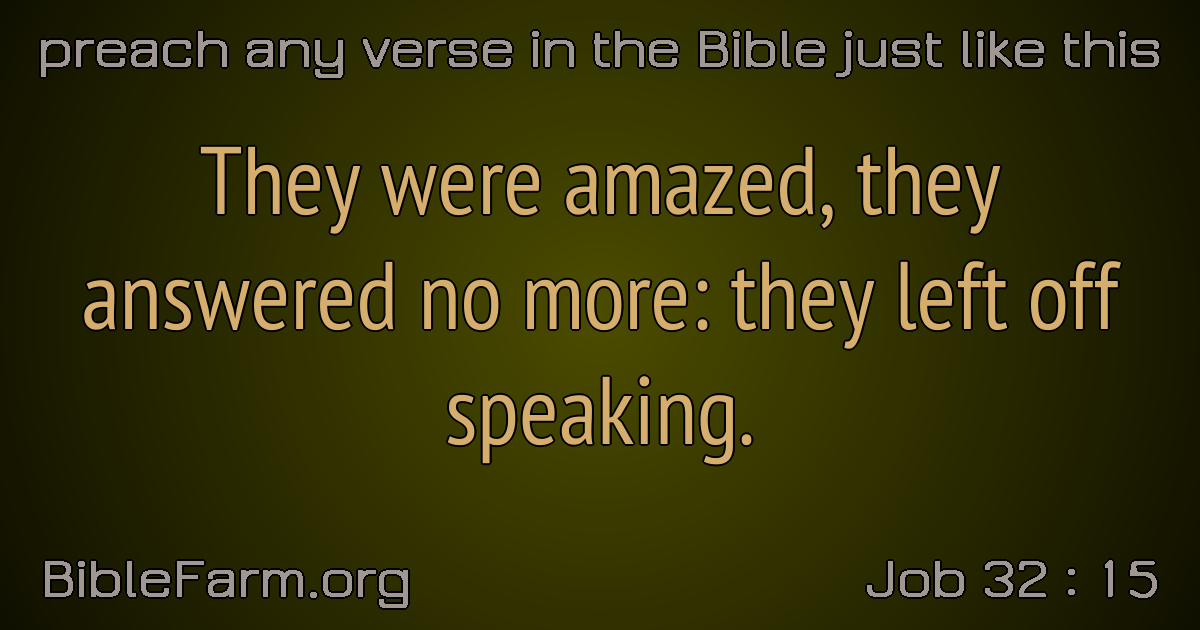 preach any verse in the Bible just like this
They were amazed, they
answered no more: they left off
speaking.
BibleFarm.org
Job 32 : 15